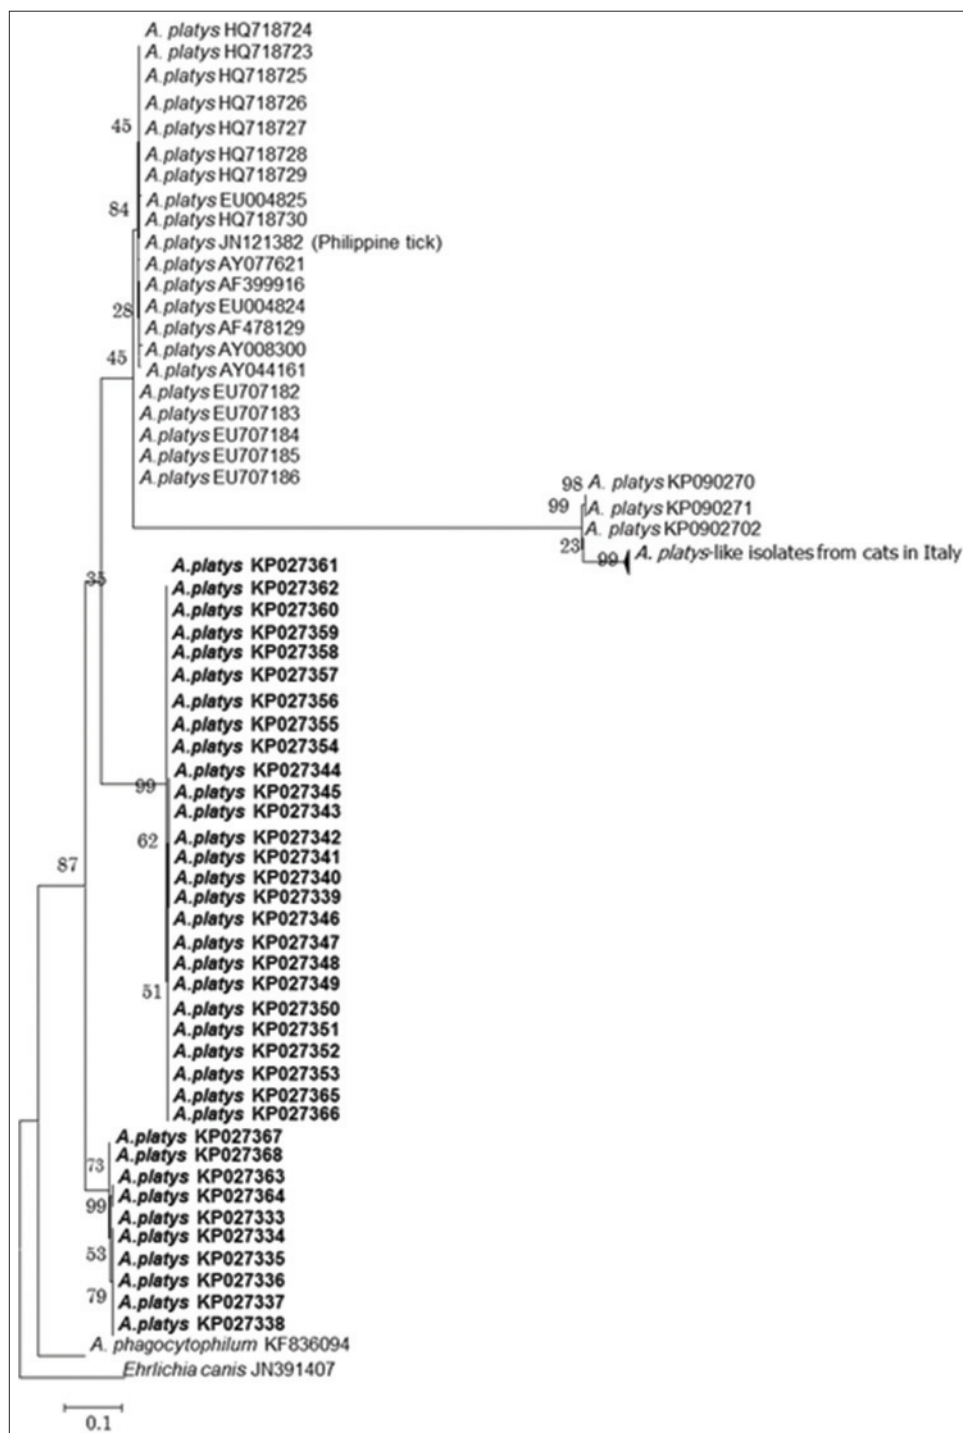 A. platys HQ718724
A. platys HQ718723
A.platys HQ718725
A.platys HQ718726
45
A.platys HQ718727
A.platys HQ718728
A.platys HQ718729
A.platys EU004825
84
A.platys HQ718730
A.platys JN121382 (Philippine tick)
A.platys AY077621
A.platys AF399916
28
A.platys EU004824
A.platys AF478129
A.platys AY008300
45
A.platys AY044161
A.platys EU707182
A.platys EU707183
A.platys EU707184
A.platys EU707185
A.platys EU707186
98 A. platys KP090270
99 A. platys KP090271
A. platys KP0902702
23
99 A. platys-like isolates from cats in Italy
A.platys KP027361
35
A.platys KP027362
A.platys KP027360
A.platys KP027359
A.platys KP027358
A.platys KP027357
A.platys KP027356
A.platys KP027355
A.platys KP027354
A.platys KP027344
99
A.platys KP027345
A.platys KP027343
62
A.platys KP027342
A.platys KP027341
87
A.platys KP027340
A.platys KP027339
A.platys KP027346
A.platys KP027347
A.platys KP027348
A.platys KP027349
51
A.platys KP027350
A.platys KP027351
A.platys KP027352
A.platys KP027353
A.platys KP027365
A.platys KP027366
A.platys KP027367
73
A.platys KP027368
A.platys KP027363
A.platys KP027364
99
A.platys KP027333
A.platys KP027334
53
A.platys KP027335
A.platys KP027336
79
A.platys KP027337
A.platys KP027338
A. phagocytophilum KF836094
Ehrlichia canis JN391407
0.1